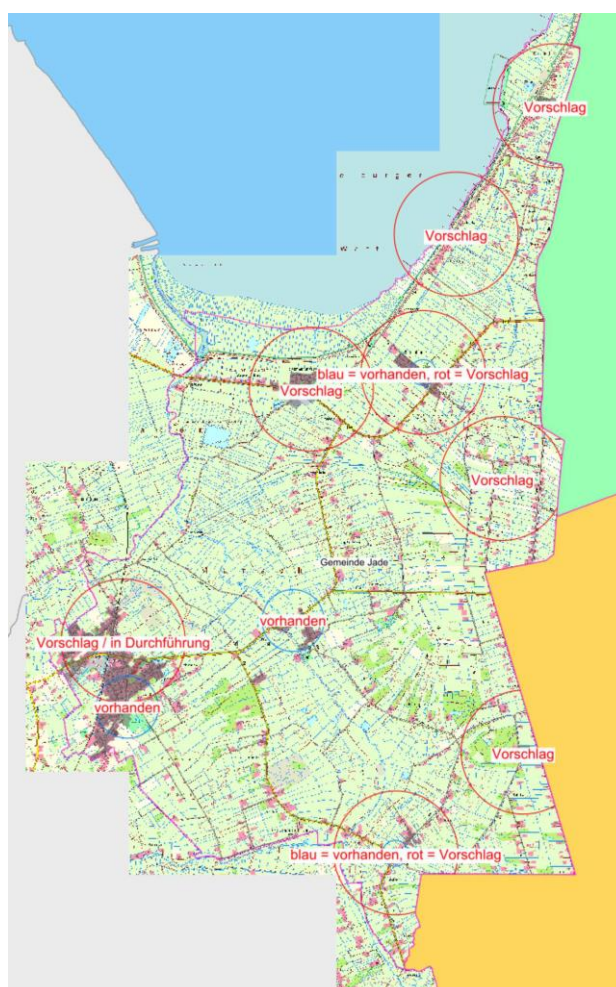 Vorschlag
Vorschlag
blau = vorhanden, rot = Vorschlag
Vorschlag
Vorschlag
Gemeinde Jade
vorhanden
Vorschlag / in Durchführung
vorhanden
Vorschlag
blau = vorhanden, rot = Vorschlag